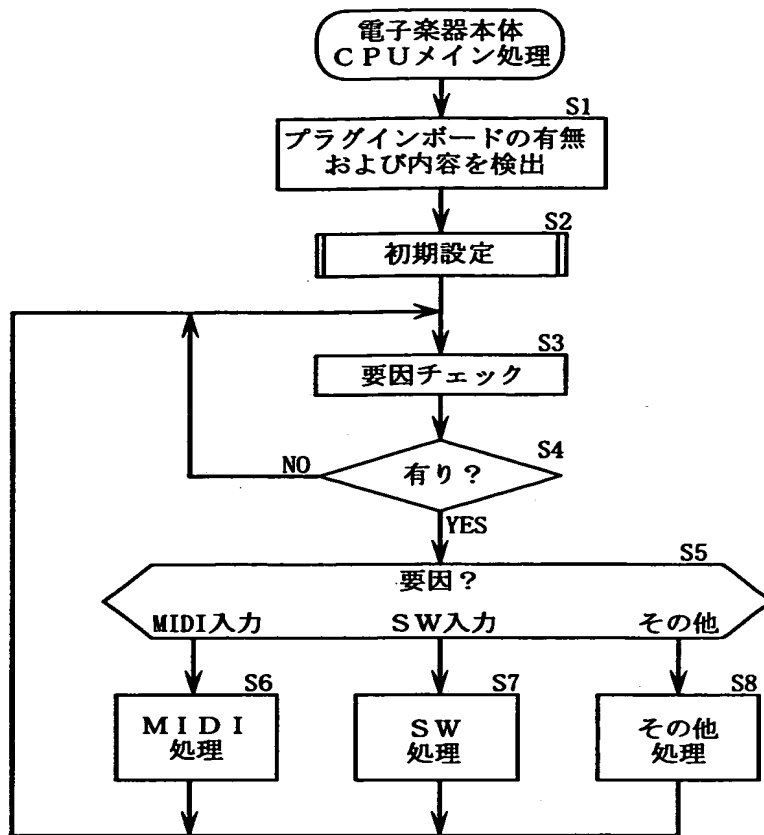 電子楽器本体
ＣＰＵメイン処理
S1
プラグインボードの有無
および内容を検出
S2
初期設定
S3
要因チェック
S4
有り？
NO
YES
S5
要因？
MIDI入力
ＳＷ入力
その他
S6
ＭＩＤＩ
処理
S7
ＳＷ
処理
S8
その他
処理